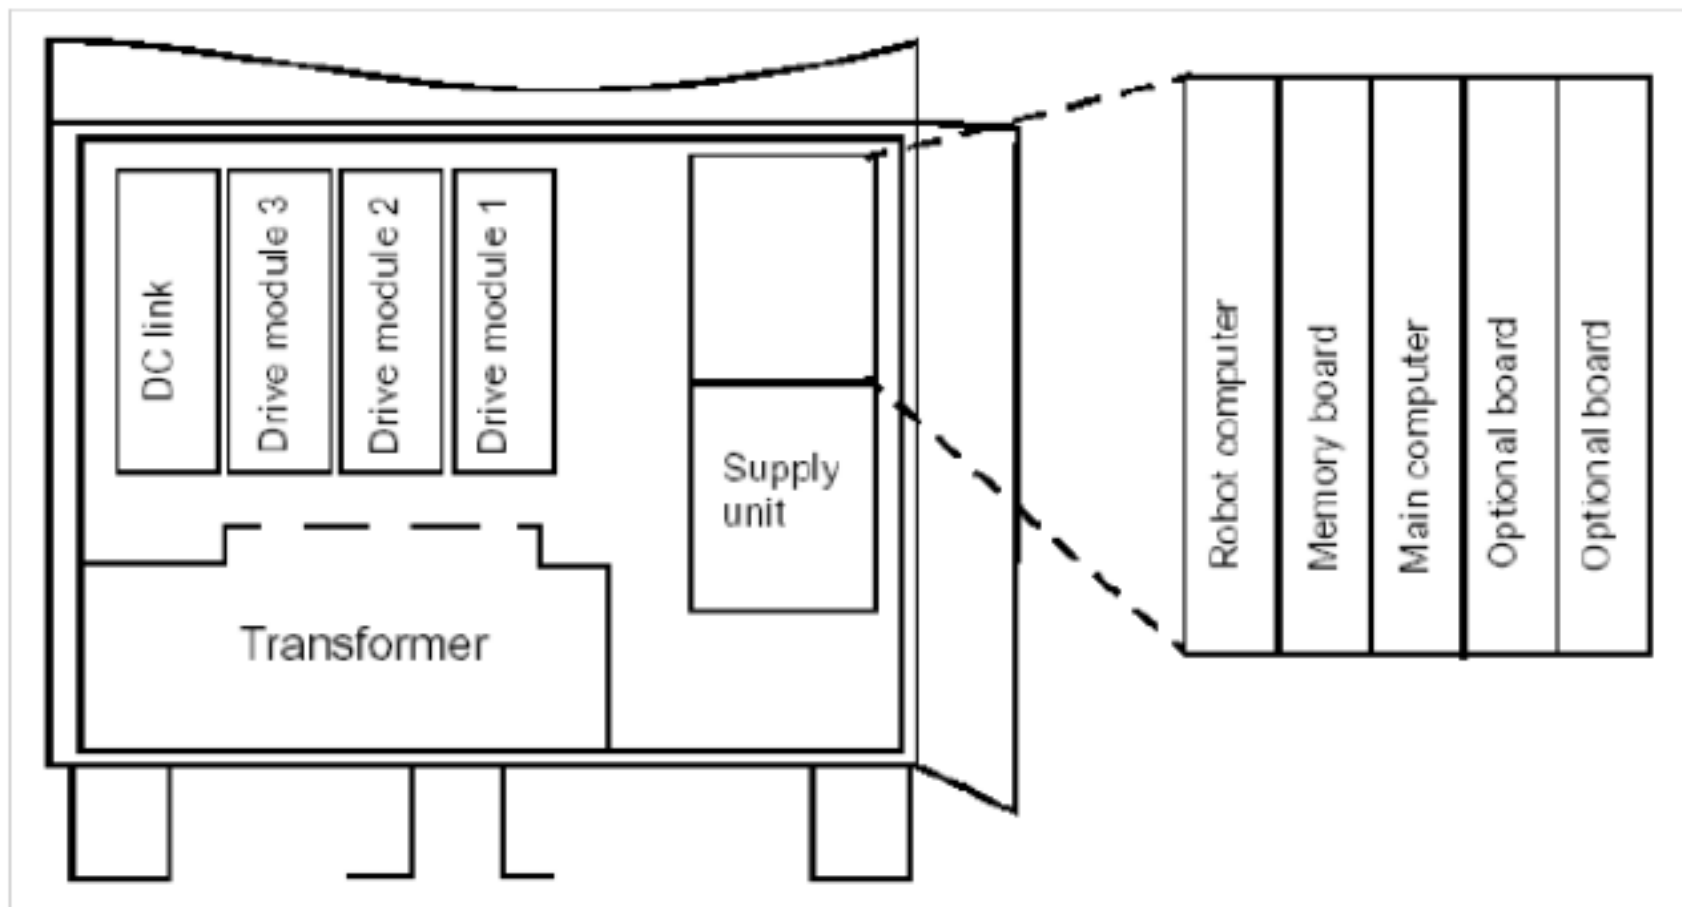 DC link
Drive module 3
Drive module 2
Drive module 1
Supply
unit
Transformer
Robot computer
Memory board
Main computer
Optional board
Optional board